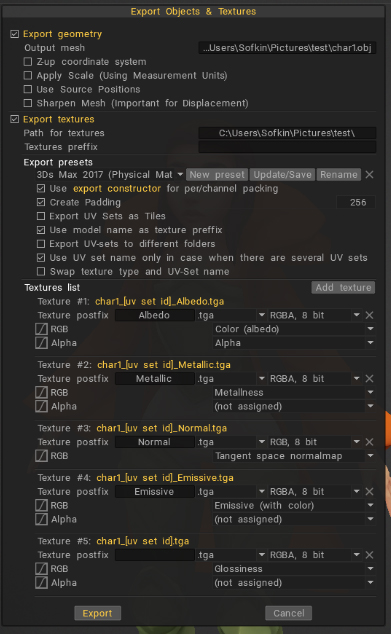 Export Objects & Textures
Export geometry
Output mesh ...Users\Sofkin\Pictures\test\char1.obj
Z-up coordinate system
Apply Scale (Using Measurement Units)
Use Source Positions
Sharpen Mesh (Important for Displacement)
Export textures
Path for textures C:\Users\Sofkin\Pictures\test\
Textures preffix
Export presets
3Ds Max 2017 (Physical Mat New preset Update/Save Rename
Use export constructor for per/channel packing
Create Padding 256
Export UV Sets as Tiles
Use model name as texture prefix
Export UV-sets to different folders
Use UV set name only in case when there are several UV sets
Swap texture type and UV-Set name
Textures list Add texture
Texture #1: char1_[uv set id]_Albedo.tga
Texture postfix Albedo .tga RGBA, 8 bit
RGB Color (albedo)
Alpha Alpha
Texture #2: char1_[uv set id]_Metallic.tga
Texture postfix Metallic .tga RGBA, 8 bit
RGB Metallness
Alpha (not assigned)
Texture #3: char1_[uv set id]_Normal.tga
Texture postfix Normal .tga RGB, 8 bit
RGB Tangent space normalmap
Texture #4: char1_[uv set id]_Emissive.tga
Texture postfix Emissive .tga RGBA, 8 bit
RGB Emissive (with color)
Alpha (not assigned)
Texture #5: char1_[uv set id].tga
Texture postfix .tga RGBA, 8 bit
RGB Glossiness
Alpha (not assigned)
Export Cancel